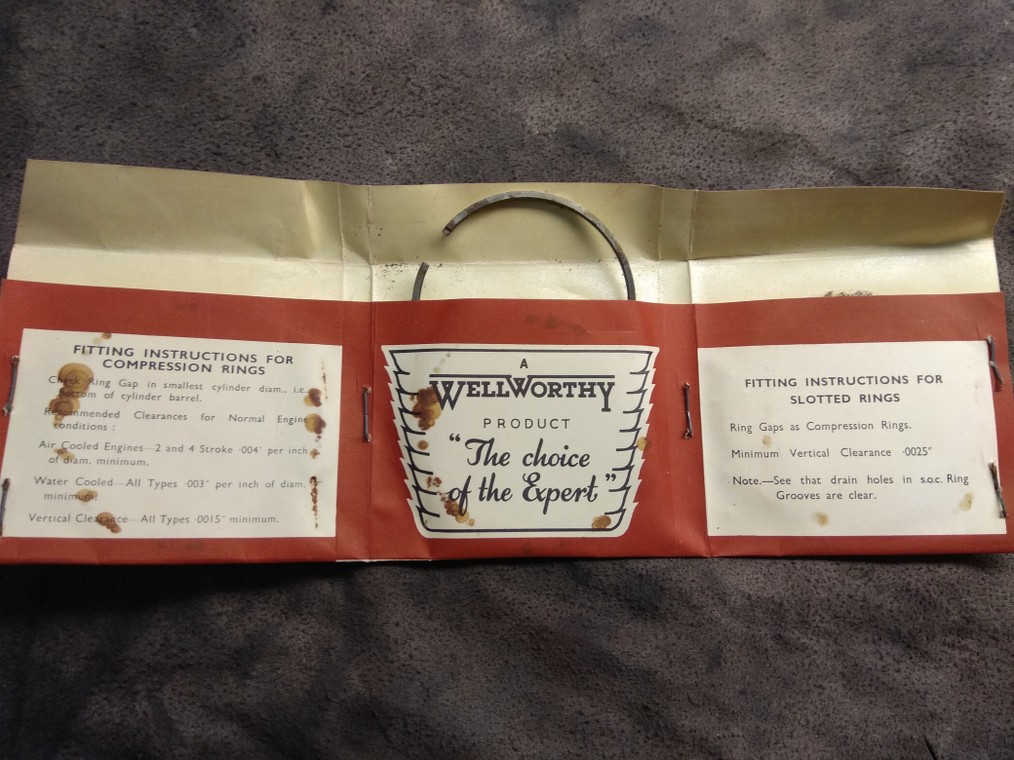 FITTING INSTRUCTIONS FOR
COMPRESSION RINGS
Check Ring Gap in smallest cylinder diam., i.e.,
bottom of cylinder barrel.
Recommended Clearances for Normal Engine
conditions :
Air Cooled Engines—2 and 4 Stroke ·004" per inch
of diam. minimum.
Water Cooled—All Types ·003" per inch of diam.
minimum.
Vertical Clearance—All Types ·0015" minimum.
A
WELLWORTHY
PRODUCT
"The choice
of the Expert"
FITTING INSTRUCTIONS FOR
SLOTTED RINGS
Ring Gaps as Compression Rings.
Minimum Vertical Clearance ·0025"
Note.—See that drain holes in s.o.c. Ring
Grooves are clear.